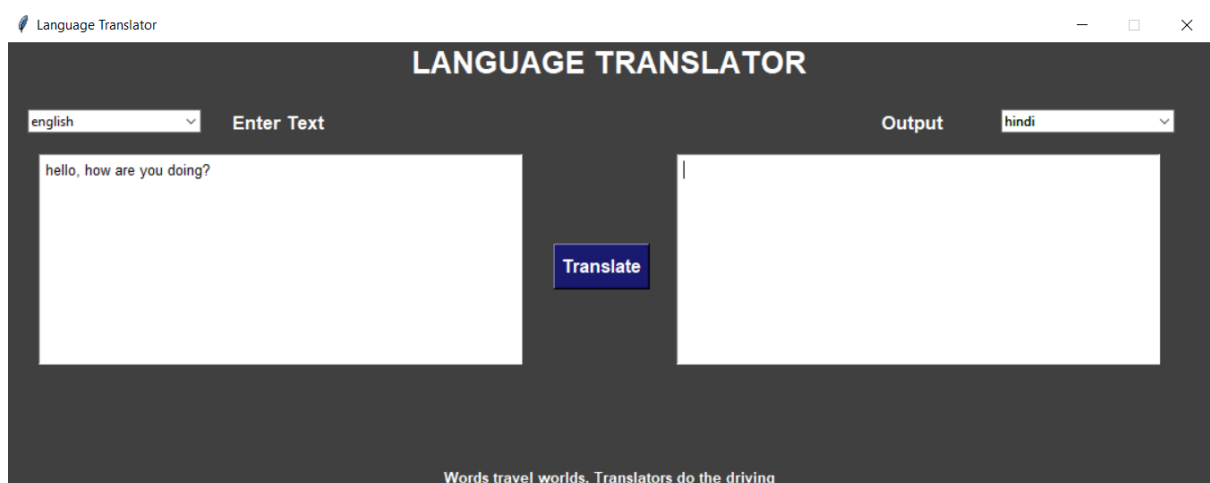 Language Translator
LANGUAGE TRANSLATOR
english
Enter Text
Output
hindi
hello, how are you doing?
Translate
Words travel worlds. Translators do the driving